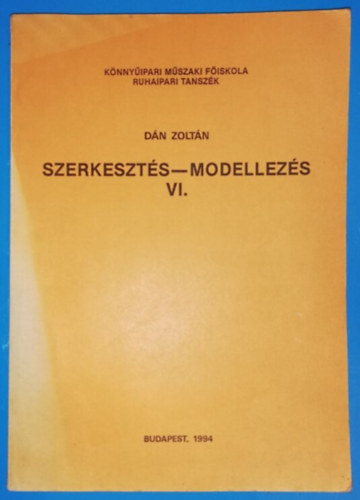 KÖNNYŰIPARI MŰSZAKI FŐISKOLA
RUHAIPARI TANSZÉK
DÁN ZOLTÁN
SZERKESZTÉS—MODELLEZÉS
VI.
BUDAPEST, 1994